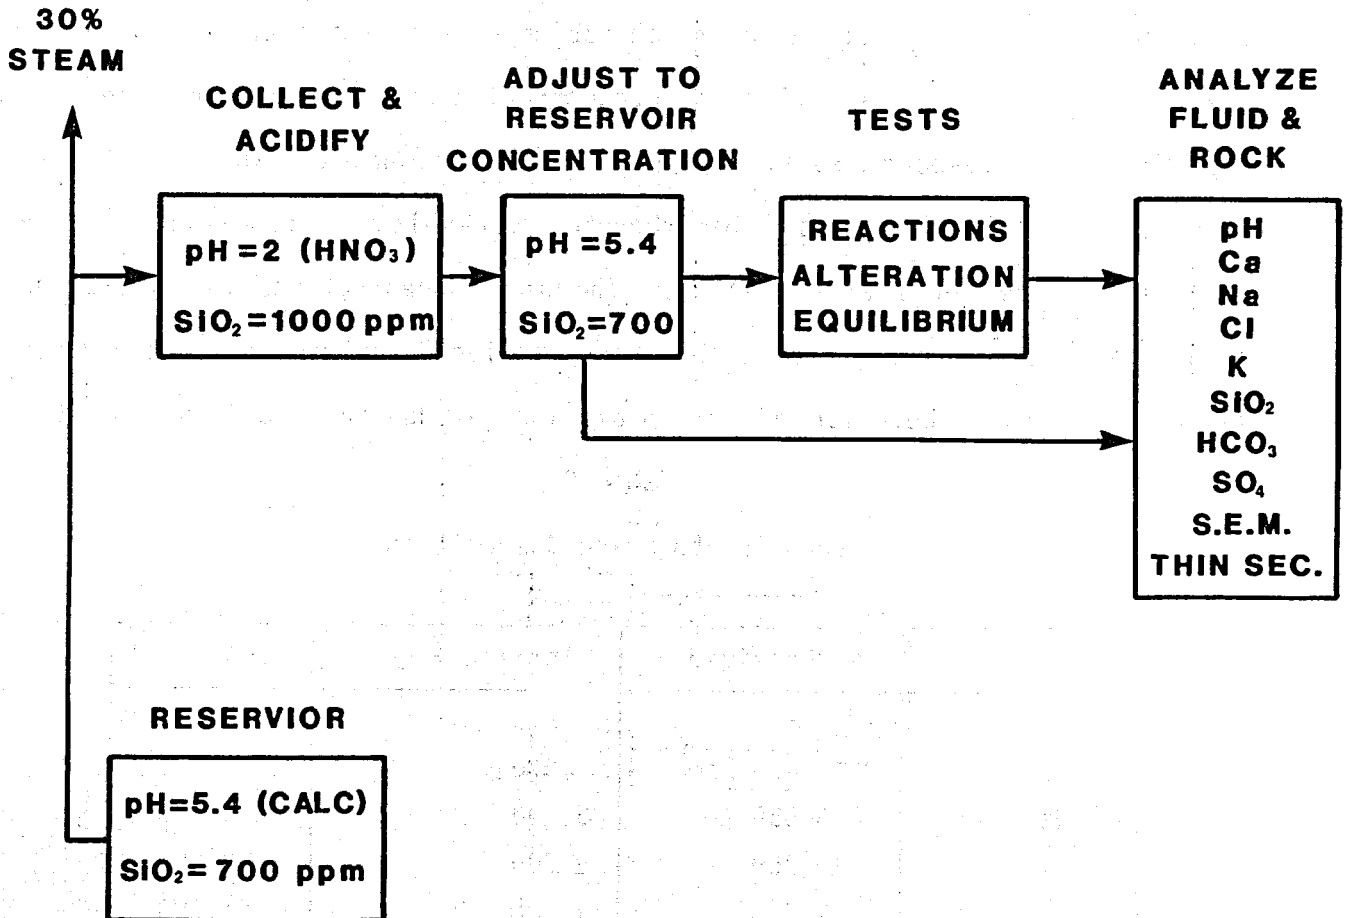 30%
STEAM
COLLECT &
ACIDIFY
pH =2 (HNO₃)
SiO₂=1000 ppm
ADJUST TO
RESERVOIR
CONCENTRATION
pH =5.4
SiO₂=700
TESTS
REACTIONS
ALTERATION
EQUILIBRIUM
ANALYZE
FLUID &
ROCK
pH
Ca
Na
Cl
K
SiO₂
HCO₃
SO₄
S.E.M.
THIN SEC.
RESERVIOR
pH=5.4 (CALC)
SiO₂= 700 ppm